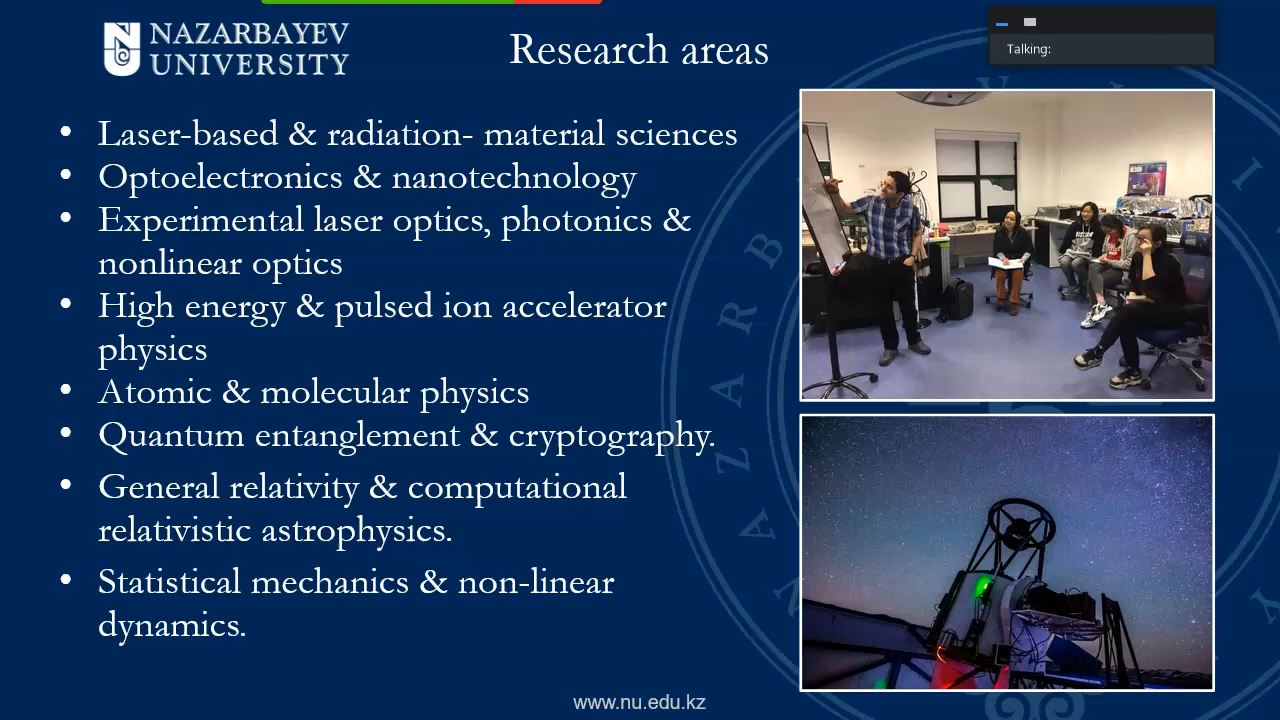 NAZARBAYEV
UNIVERSITY
Research areas
Talking:
• Laser-based & radiation- material sciences
• Optoelectronics & nanotechnology
• Experimental laser optics, photonics &
nonlinear optics
• High energy & pulsed ion accelerator
physics
• Atomic & molecular physics
• Quantum entanglement & cryptography.
• General relativity & computational
relativistic astrophysics.
• Statistical mechanics & non-linear
dynamics.
www.nu.edu.kz